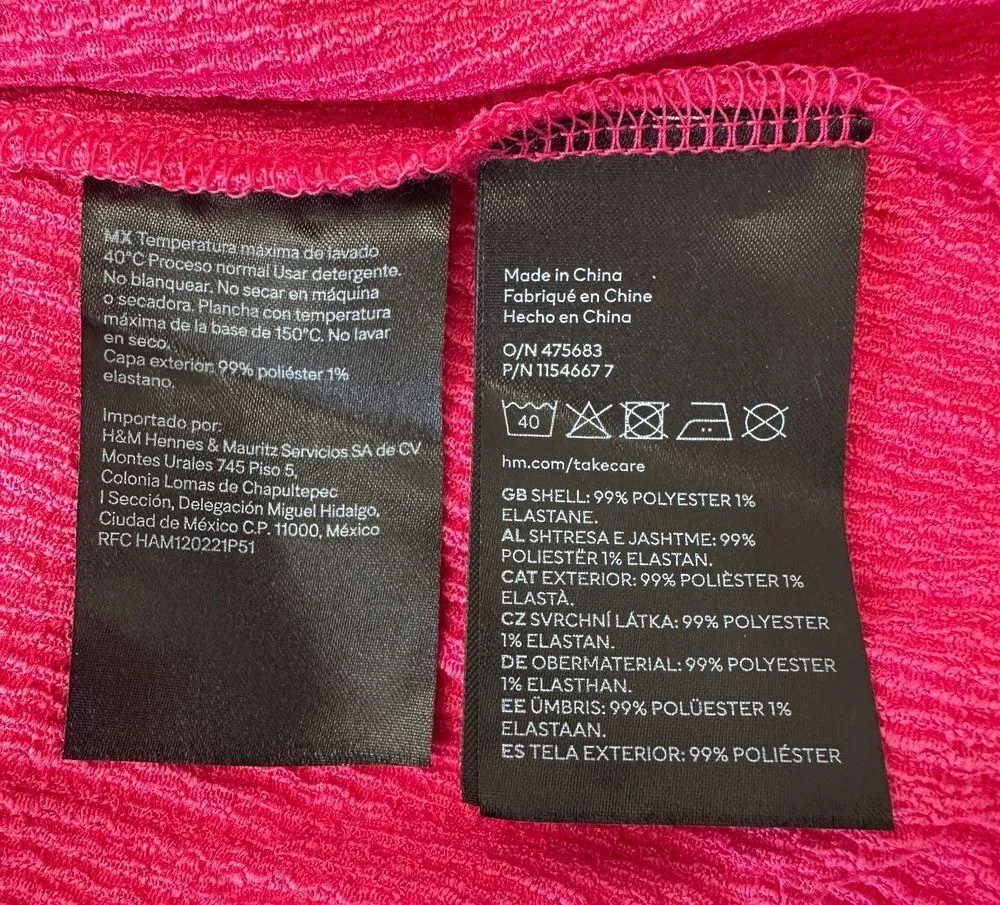 MX Temperatura máxima de lavado
40°C Proceso normal Usar detergente.
No blanquear. No secar en máquina
o secadora. Plancha con temperatura
máxima de la base de 150°C. No lavar
en seco.
Capa exterior: 99% poliéster 1%
elastano.
Importado por:
H&M Hennes & Mauritz Servicios SA de CV
Montes Urales 745 Piso 5,
Colonia Lomas de Chapultepec
I Sección, Delegación Miguel Hidalgo,
Ciudad de México C.P. 11000, México
RFC HAM120221P51
Made in China
Fabriqué en Chine
Hecho en China
O/N 475683
P/N 1154667 7
40
hm.com/takecare
GB SHELL: 99% POLYESTER 1%
ELASTANE.
AL SHTRESA E JASHTME: 99%
POLIESTËR 1% ELASTAN.
CAT EXTERIOR: 99% POLIÈSTER 1%
ELASTÀ.
CZ SVRCHNÍ LÁTKA: 99% POLYESTER
1% ELASTAN.
DE OBERMATERIAL: 99% POLYESTER
1% ELASTHAN.
EE ÜMBRIS: 99% POLÜESTER 1%
ELASTAAN.
ES TELA EXTERIOR: 99% POLIÉSTER